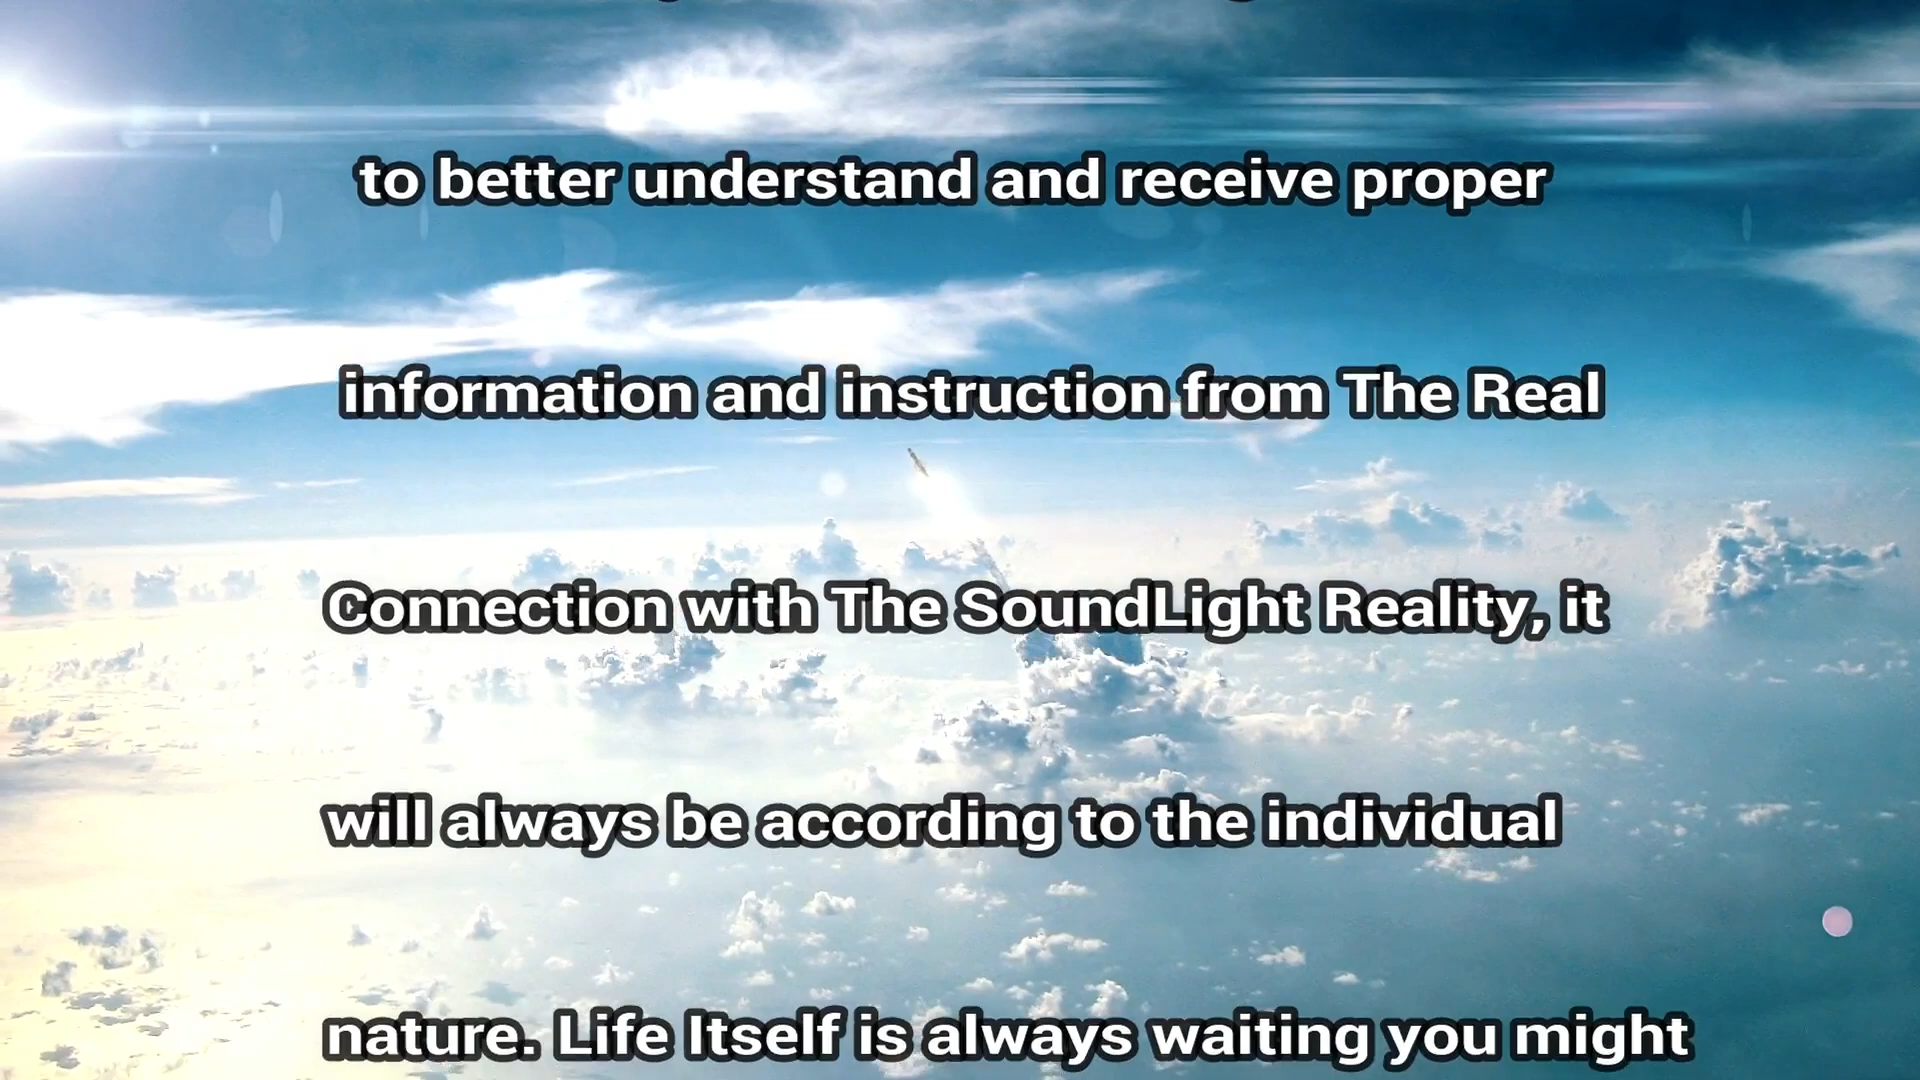 to better understand and receive proper
information and instruction from The Real
Connection with The SoundLight Reality, it
will always be according to the individual
nature. Life Itself is always waiting you might